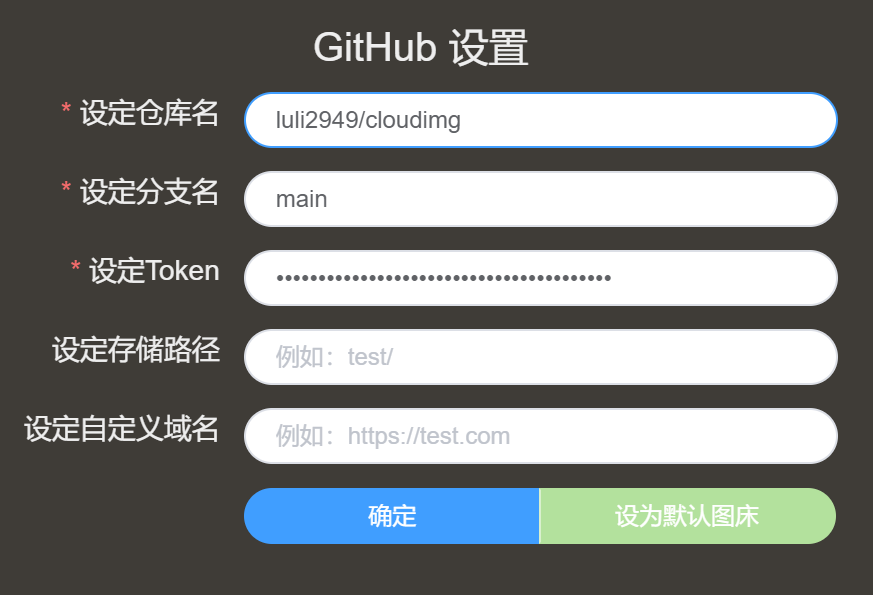 GitHub 设置
* 设定仓库名 luli2949/cloudimg
* 设定分支名 main
* 设定Token ••••••••••••••••••••••••••••••••••••••••
设定存储路径 例如：test/
设定自定义域名 例如：https://test.com
确定 设为默认图床